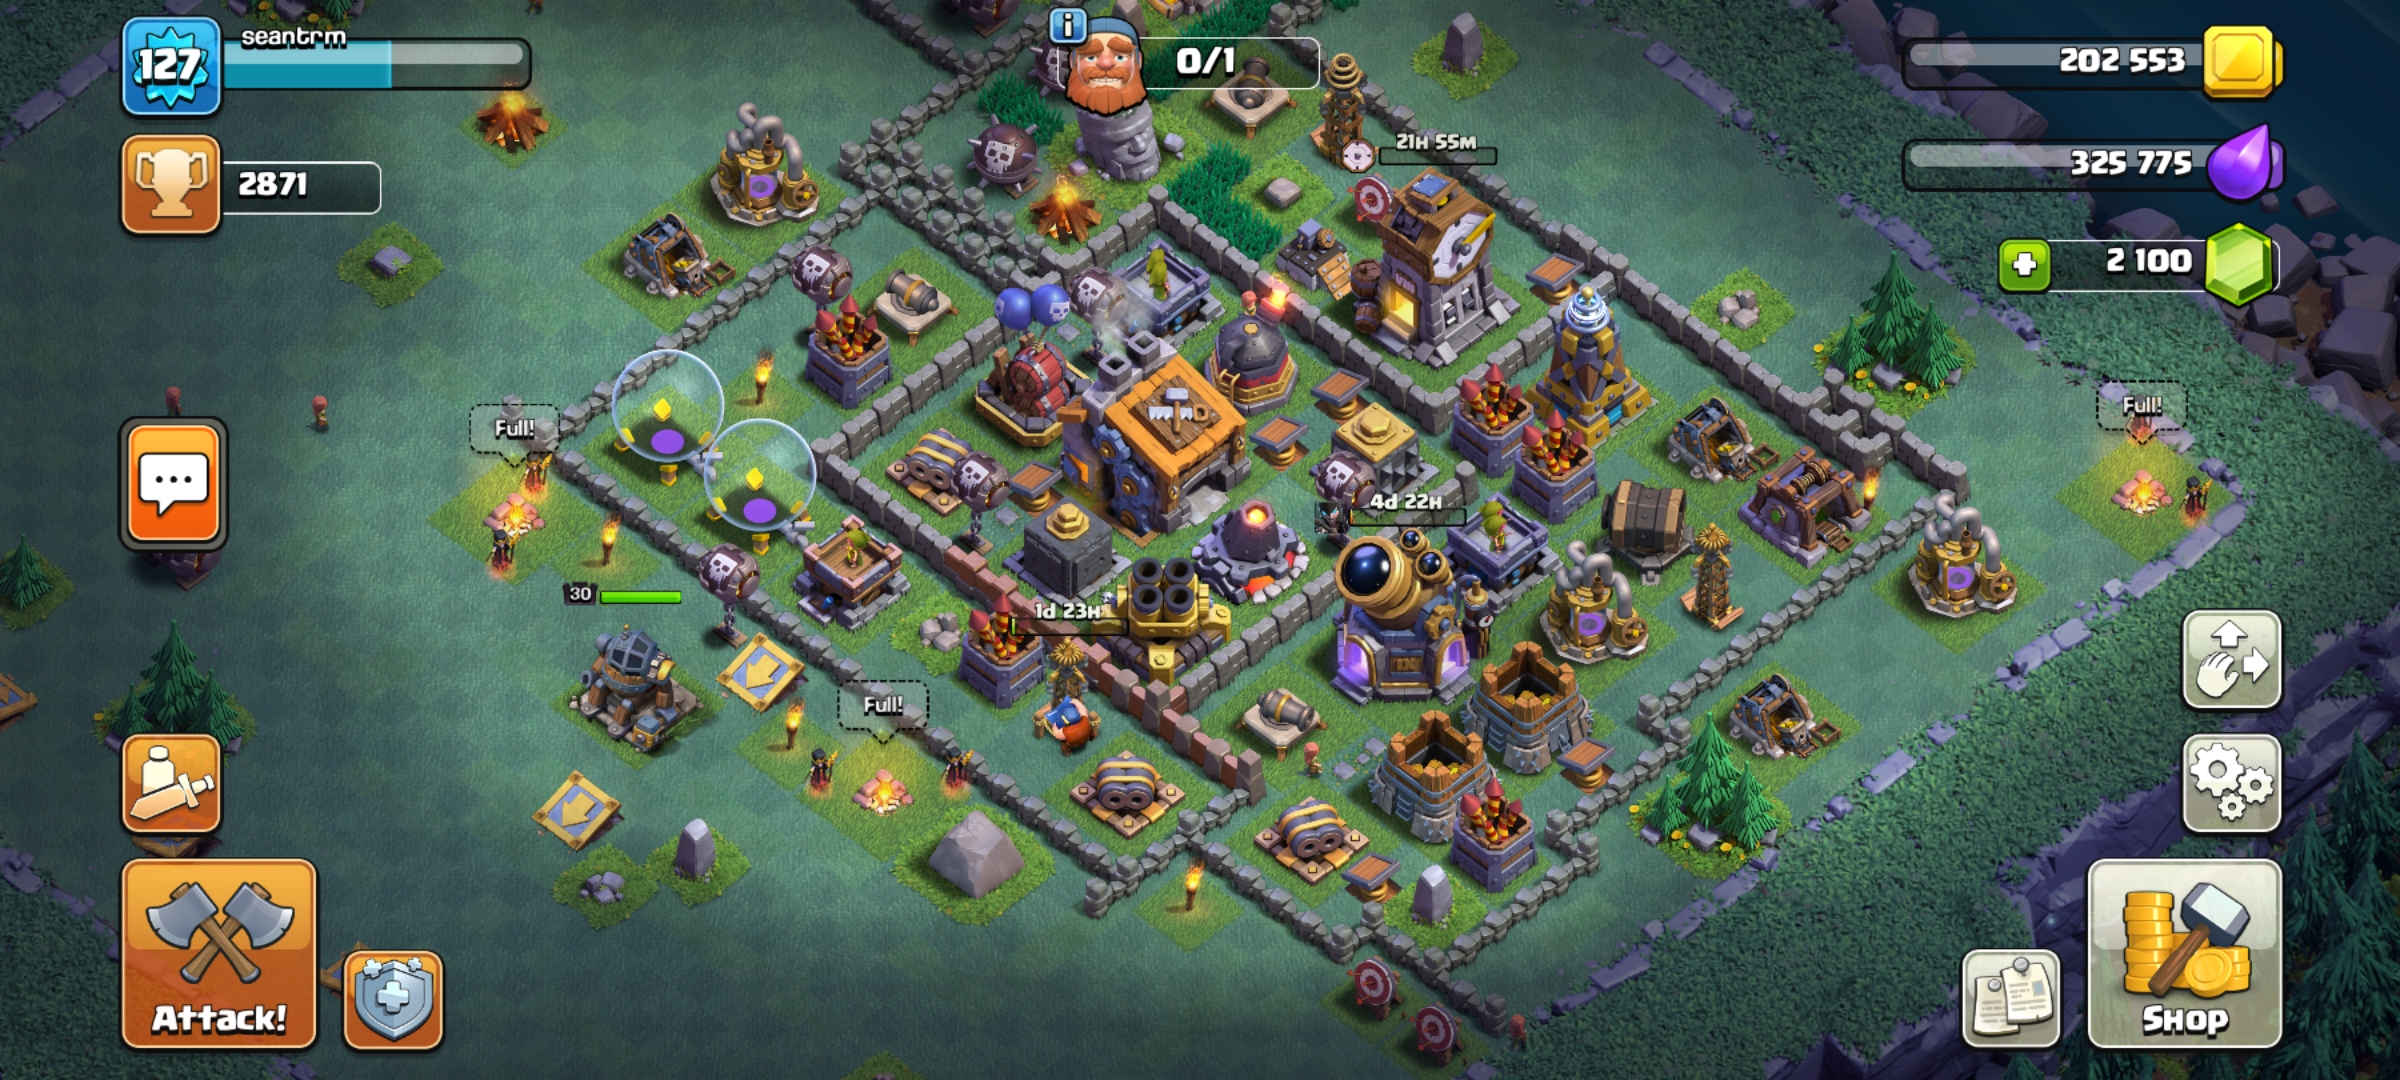 127
seantrm
i
0/1
202 553
2871
21H 55M
325 775
2 100
Full!
Full!
4d 22H
30
1d 23H
Full!
Attack!
Shop